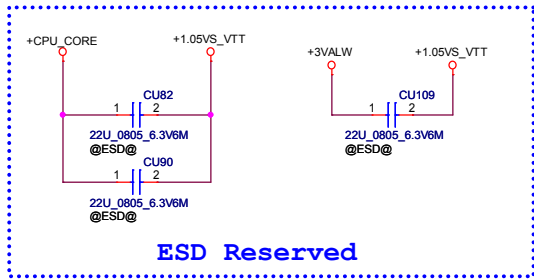 +CPU_CORE
+1.05VS_VTT
CU82
1 2
22U_0805_6.3V6M
@ESD@
CU90
1 2
22U_0805_6.3V6M
@ESD@
+3VALW
+1.05VS_VTT
CU109
1 2
22U_0805_6.3V6M
@ESD@
ESD Reserved